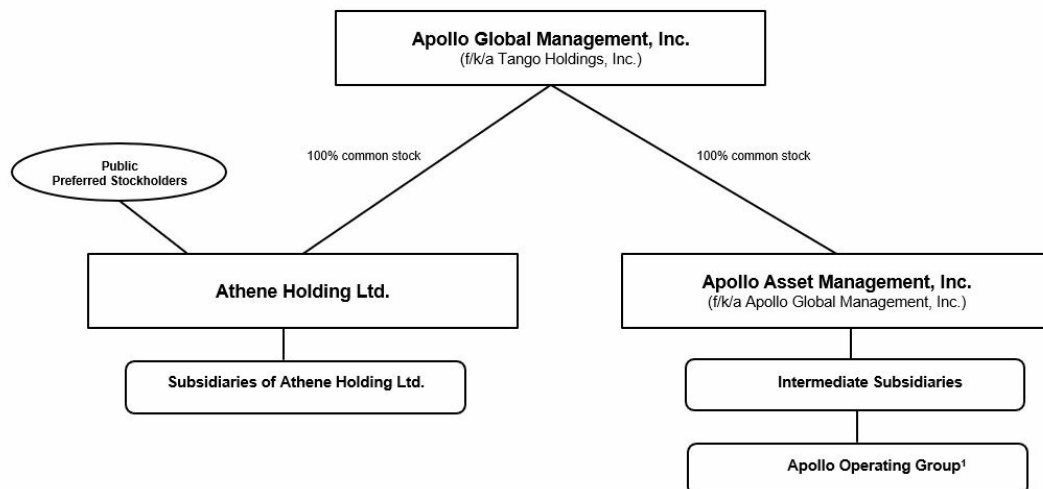 Apollo Global Management, Inc.
(f/k/a Tango Holdings, Inc.)
100% common stock
100% common stock
Public
Preferred Stockholders
Athene Holding Ltd.
Apollo Asset Management, Inc.
(f/k/a Apollo Global Management, Inc.)
Subsidiaries of Athene Holding Ltd.
Intermediate Subsidiaries
Apollo Operating Group¹